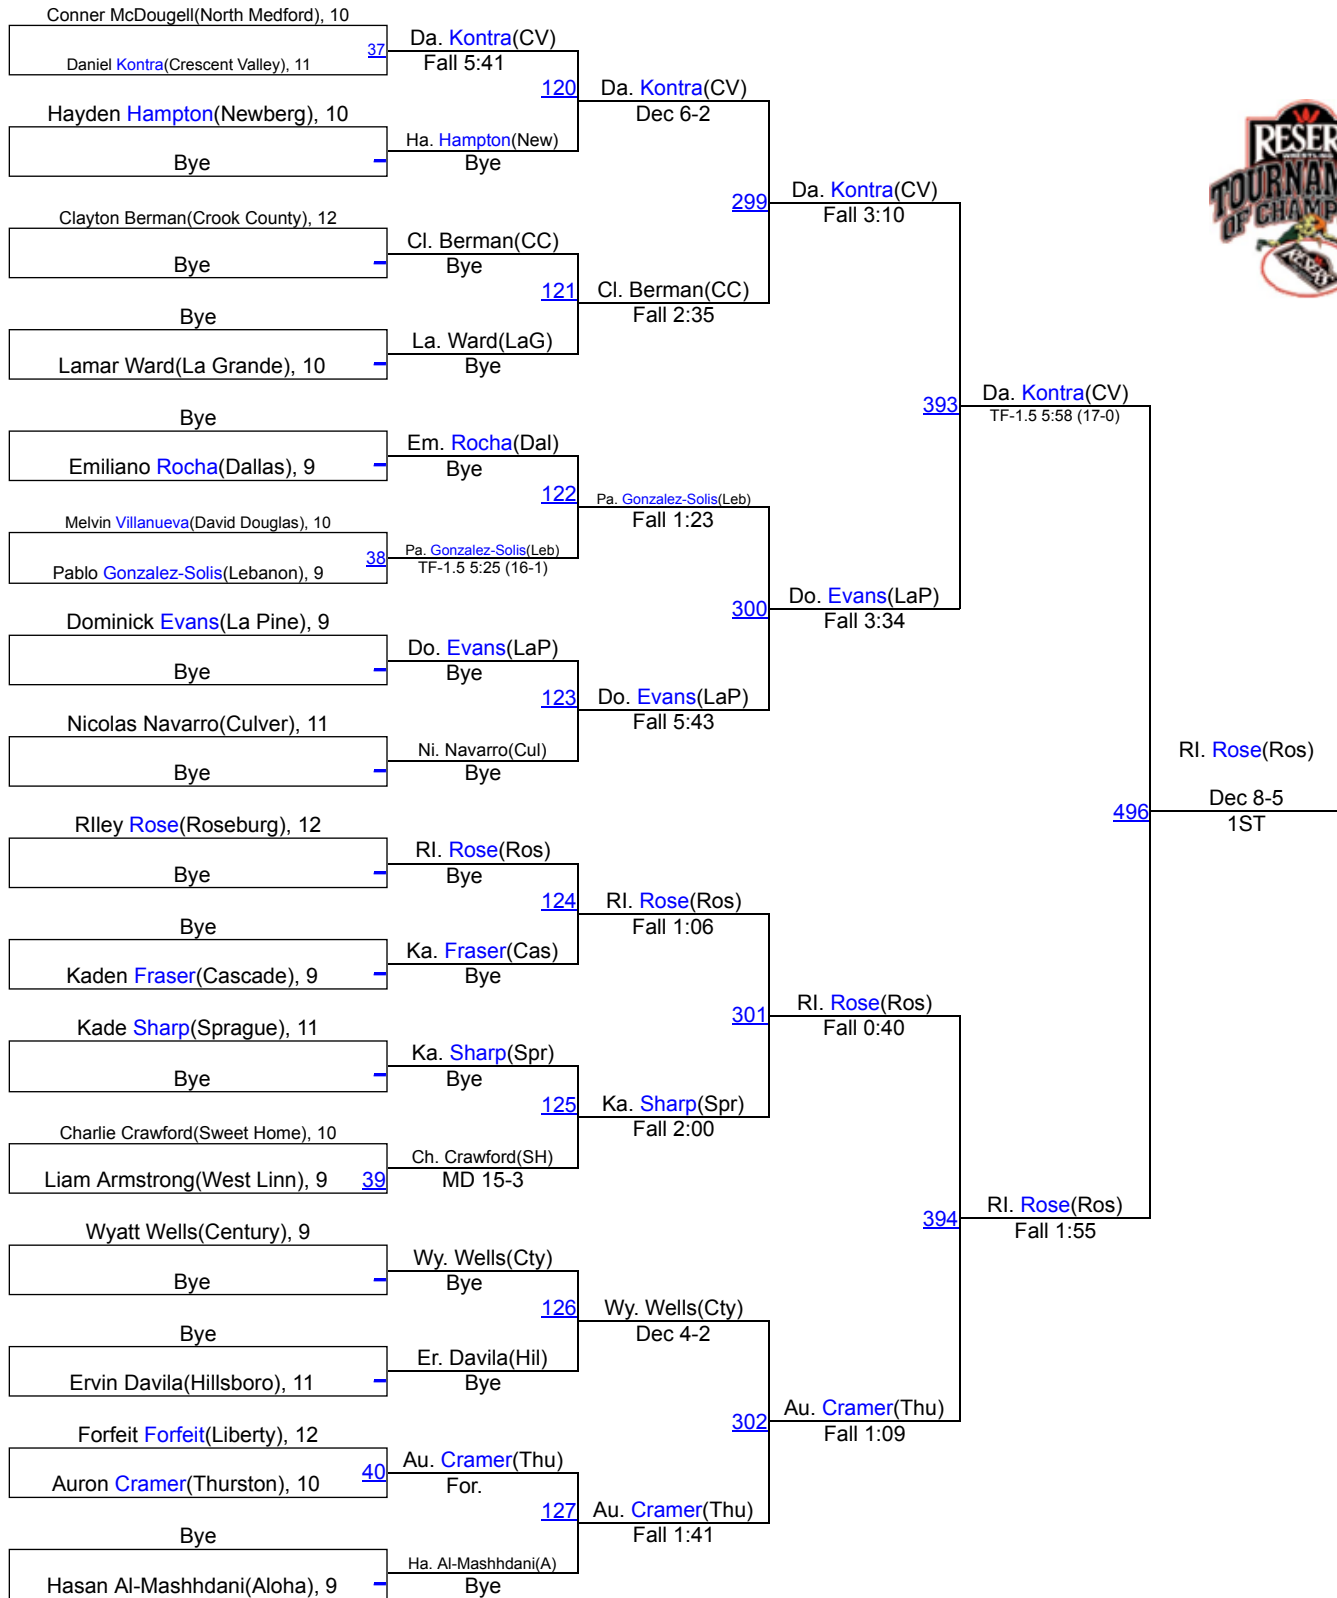 Conner McDougell(North Medford), 10
37
Daniel Kontra(Crescent Valley), 11
Da. Kontra(CV)
Fall 5:41
120
Hayden Hampton(Newberg), 10
Bye
Ha. Hampton(New)
Bye
Da. Kontra(CV)
Dec 6-2
299
Clayton Berman(Crook County), 12
Bye
Cl. Berman(CC)
Bye
121
Bye
Lamar Ward(La Grande), 10
La. Ward(LaG)
Bye
Cl. Berman(CC)
Fall 2:35
Da. Kontra(CV)
Fall 3:10
393
Bye
Emiliano Rocha(Dallas), 9
Em. Rocha(Dal)
Bye
122
Melvin Villanueva(David Douglas), 10
38
Pablo Gonzalez-Solis(Lebanon), 9
Pa. Gonzalez-Solis(Leb)
TF-1.5 5:25 (16-1)
Pa. Gonzalez-Solis(Leb)
Fall 1:23
300
Dominick Evans(La Pine), 9
Bye
Do. Evans(LaP)
Bye
123
Nicolas Navarro(Culver), 11
Bye
Ni. Navarro(Cul)
Bye
Do. Evans(LaP)
Fall 5:43
Do. Evans(LaP)
Fall 3:34
Da. Kontra(CV)
TF-1.5 5:58 (17-0)
496
RIley Rose(Roseburg), 12
Bye
RI. Rose(Ros)
Bye
124
Bye
Kaden Fraser(Cascade), 9
Ka. Fraser(Cas)
Bye
RI. Rose(Ros)
Fall 1:06
301
Kade Sharp(Sprague), 11
Bye
Ka. Sharp(Spr)
Bye
125
Charlie Crawford(Sweet Home), 10
Liam Armstrong(West Linn), 9
39
Ch. Crawford(SH)
MD 15-3
Ka. Sharp(Spr)
Fall 2:00
RI. Rose(Ros)
Fall 0:40
394
Wyatt Wells(Century), 9
Bye
Wy. Wells(Cty)
Bye
126
Bye
Ervin Davila(Hillsboro), 11
Er. Davila(Hil)
Bye
Wy. Wells(Cty)
Dec 4-2
302
Forfeit Forfeit(Liberty), 12
Auron Cramer(Thurston), 10
40
Au. Cramer(Thu)
For.
127
Bye
Hasan Al-Mashhdani(Aloha), 9
Ha. Al-Mashhdani(A)
Bye
Au. Cramer(Thu)
Fall 1:41
Au. Cramer(Thu)
Fall 1:09
RI. Rose(Ros)
Fall 1:55
RI. Rose(Ros)
Dec 8-5
1ST
RESER
WRESTLING
TOURNAM
OF CHAMP
RESER'S